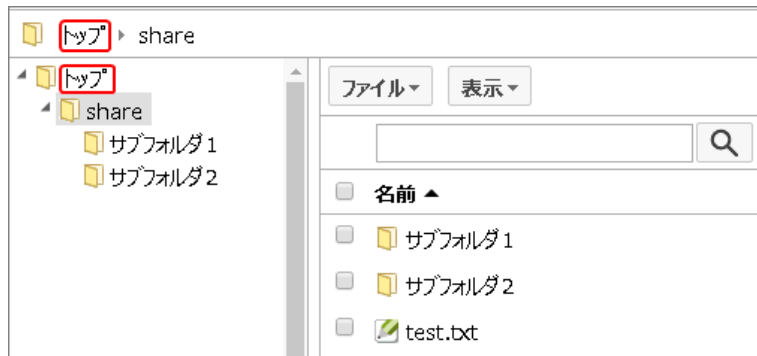 トップ share
トップ
share
サブフォルダ1
サブフォルダ2
ファイル 表示
名前
サブフォルダ1
サブフォルダ2
test.txt